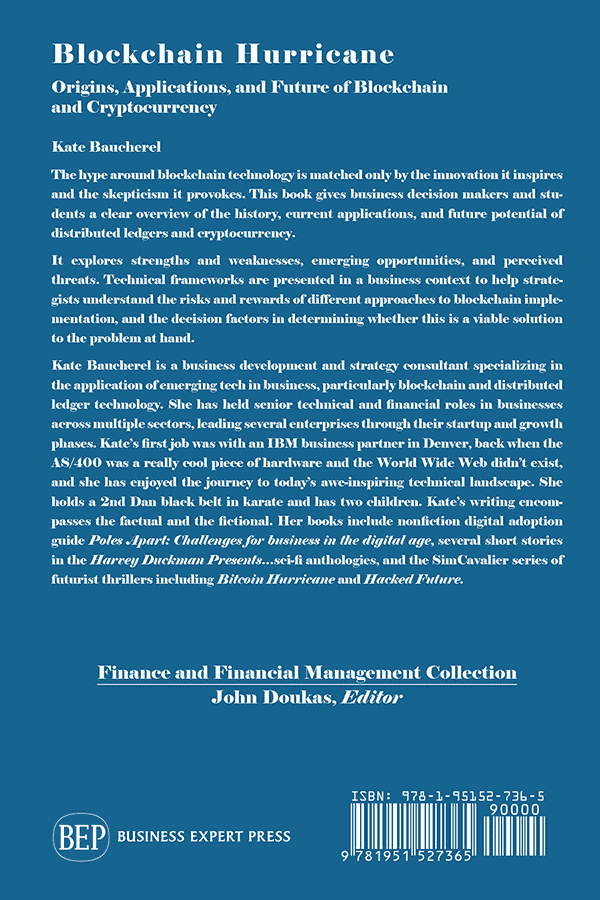 Blockchain Hurricane
Origins, Applications, and Future of Blockchain
and Cryptocurrency
Kate Baucherel
The hype around blockchain technology is matched only by the innovation it inspires
and the skepticism it provokes. This book gives business decision makers and stu-
dents a clear overview of the history, current applications, and future potential of
distributed ledgers and cryptocurrency.
It explores strengths and weaknesses, emerging opportunities, and perceived
threats. Technical frameworks are presented in a business context to help strate-
gists understand the risks and rewards of different approaches to blockchain imple-
mentation, and the decision factors in determining whether this is a viable solution
to the problem at hand.
Kate Baucherel is a business development and strategy consultant specializing in
the application of emerging tech in business, particularly blockchain and distributed
ledger technology. She has held senior technical and financial roles in businesses
across multiple sectors, leading several enterprises through their startup and growth
phases. Kate's first job was with an IBM business partner in Denver, back when the
AS/400 was a really cool piece of hardware and the World Wide Web didn't exist,
and she has enjoyed the journey to today's awe-inspiring technical landscape. She
holds a 2nd Dan black belt in karate and has two children. Kate's writing encom-
passes the factual and the fictional. Her books include nonfiction digital adoption
guide Poles Apart: Challenges for business in the digital age, several short stories
in the Harvey Duckman Presents...sci-fi anthologies, and the SimCavalier series of
futurist thrillers including Bitcoin Hurricane and Hacked Future.
Finance and Financial Management Collection
John Doukas, Editor
ISBN: 978-1-95152-736-5
90000
9 781951 527365
BEP BUSINESS EXPERT PRESS